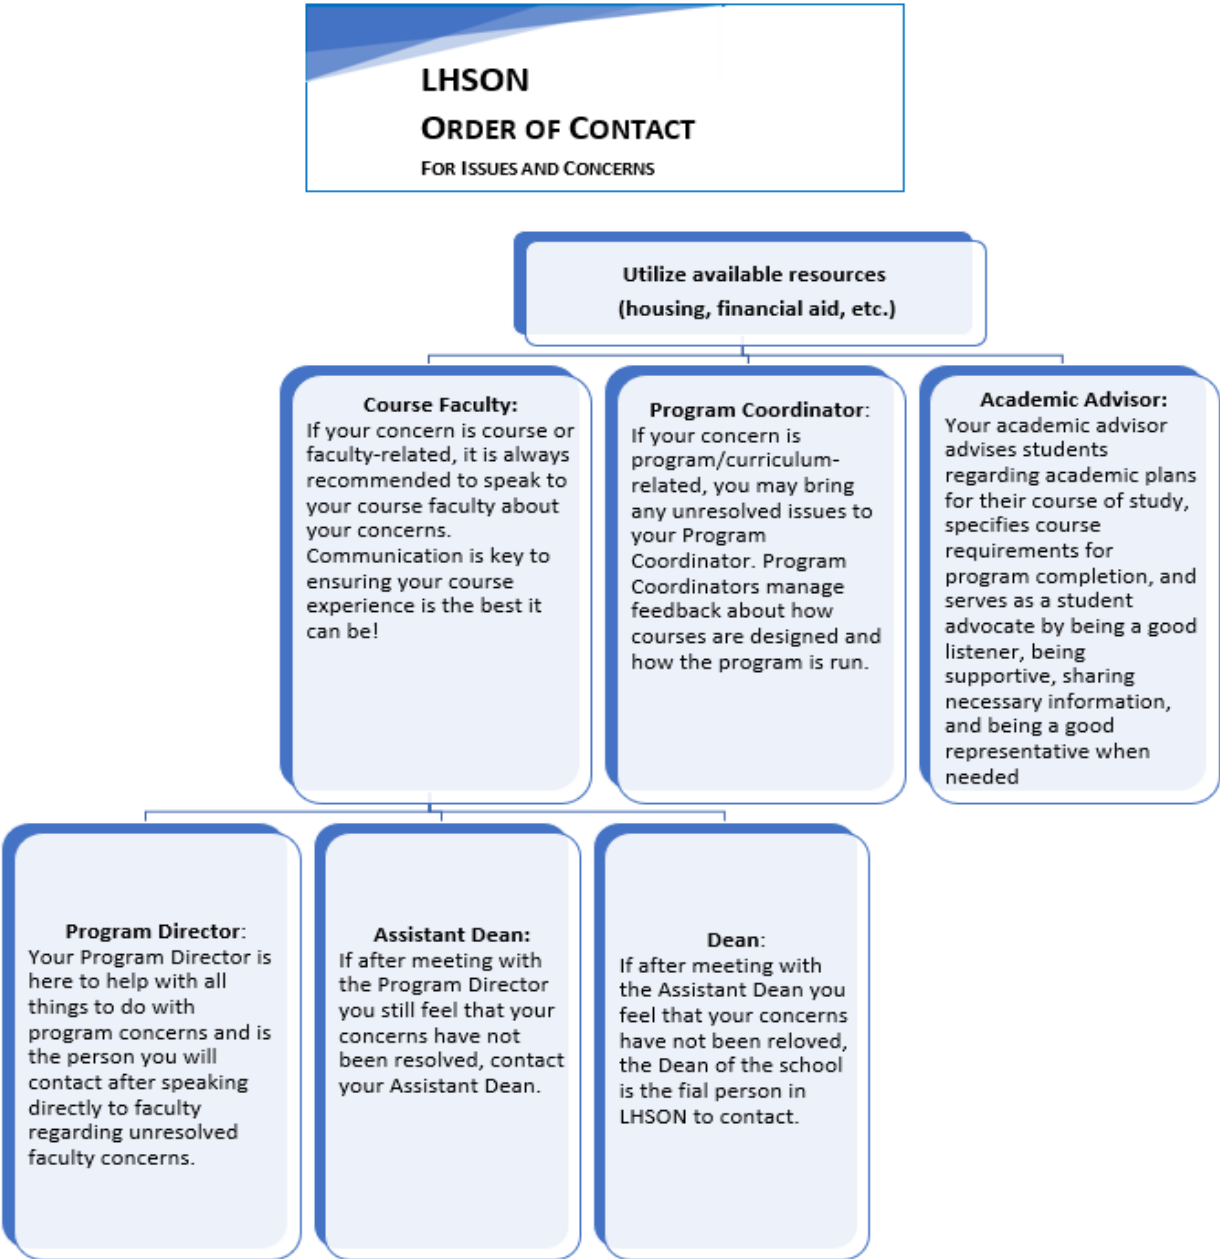 LHSON
ORDER OF CONTACT
FOR ISSUES AND CONCERNS
Utilize available resources
(housing, financial aid, etc.)
Course Faculty:
If your concern is course or
faculty-related, it is always
recommended to speak to
your course faculty about
your concerns.
Communication is key to
ensuring your course
experience is the best it
can be!
Program Coordinator:
If your concern is
program/curriculum-
related, you may bring
any unresolved issues to
your Program
Coordinator. Program
Coordinators manage
feedback about how
courses are designed and
how the program is run.
Academic Advisor:
Your academic advisor
advises students
regarding academic plans
for their course of study,
specifies course
requirements for
program completion, and
serves as a student
advocate by being a good
listener, being
supportive, sharing
necessary information,
and being a good
representative when
needed
Program Director:
Your Program Director is
here to help with all
things to do with
program concerns and is
the person you will
contact after speaking
directly to faculty
regarding unresolved
faculty concerns.
Assistant Dean:
If after meeting with
the Program Director
you still feel that your
concerns have not
been resolved, contact
your Assistant Dean.
Dean:
If after meeting with
the Assistant Dean you
feel that your concerns
have not been reloved,
the Dean of the school
is the fial person in
LHSON to contact.